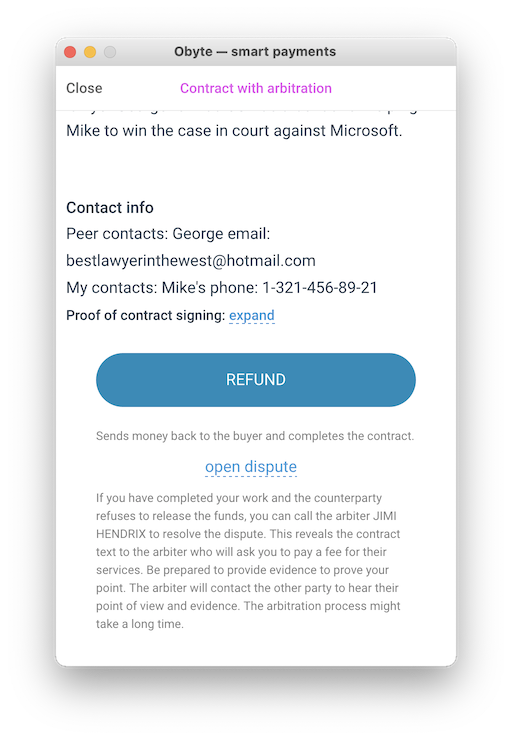 Obyte — smart payments
Close
Contract with arbitration
Mike to win the case in court against Microsoft.
Contact info
Peer contacts: George email:
bestlawyerinthewest@hotmail.com
My contacts: Mike's phone: 1-321-456-89-21
Proof of contract signing: expand
REFUND
Sends money back to the buyer and completes the contract.
open dispute
If you have completed your work and the counterparty
refuses to release the funds, you can call the arbiter JIMI
HENDRIX to resolve the dispute. This reveals the contract
text to the arbiter who will ask you to pay a fee for their
services. Be prepared to provide evidence to prove your
point. The arbiter will contact the other party to hear their
point of view and evidence. The arbitration process might
take a long time.